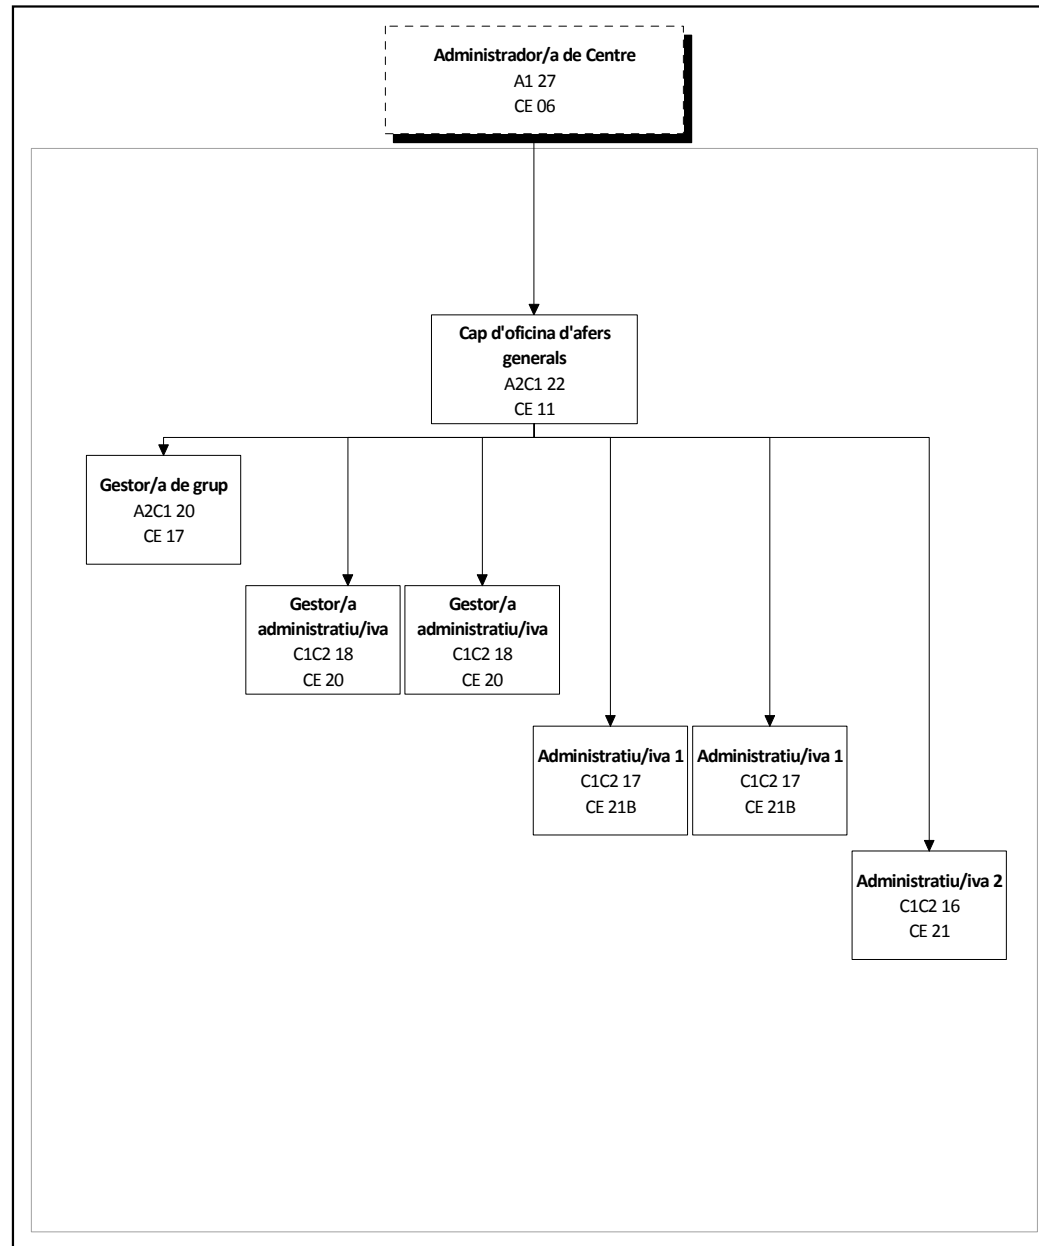 Administrador/a de Centre
A1 27
CE 06
Cap d'oficina d'afers
generals
A2C1 22
CE 11
Gestor/a de grup
A2C1 20
CE 17
Gestor/a
administratiu/iva
C1C2 18
CE 20
Gestor/a
administratiu/iva
C1C2 18
CE 20
Administratiu/iva 1
C1C2 17
CE 21B
Administratiu/iva 1
C1C2 17
CE 21B
Administratiu/iva 2
C1C2 16
CE 21